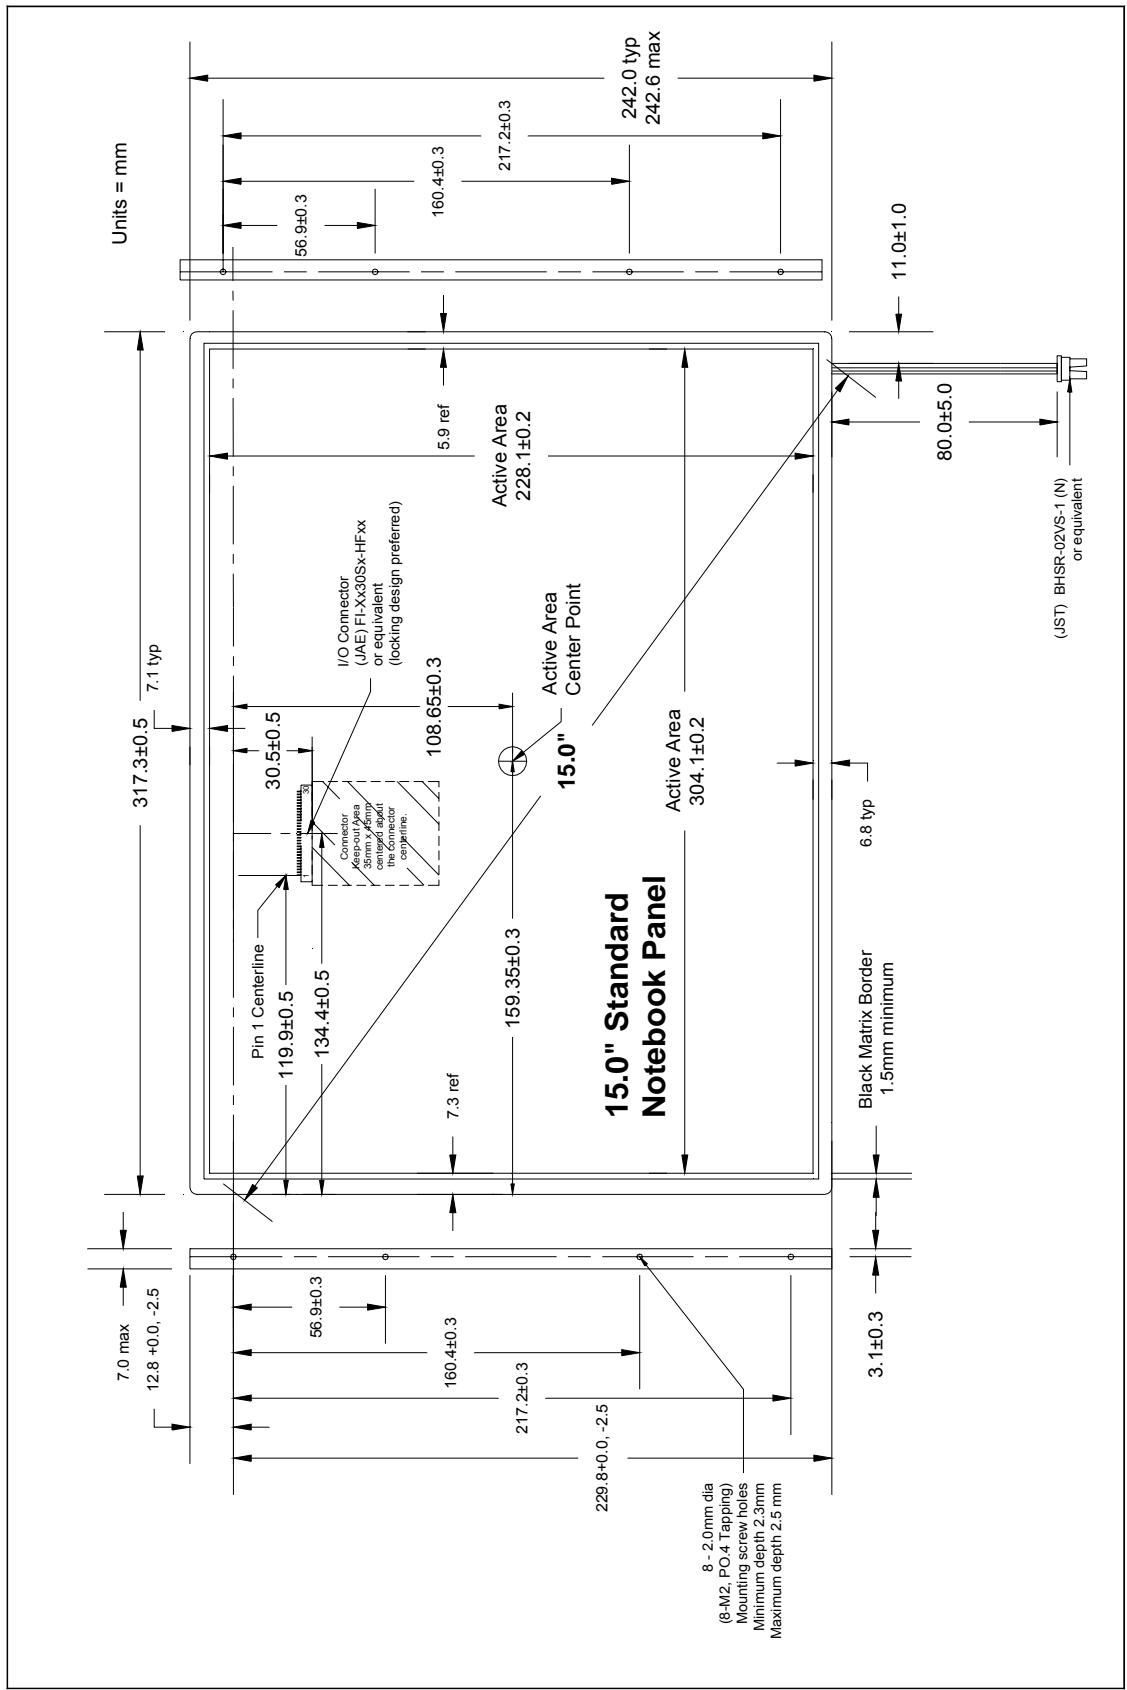 Units = mm
242.0 typ
242.6 max
217.2±0.3
160.4±0.3
56.9±0.3
11.0±1.0
80.0±5.0
(JST)  BHSR-02VS-1 (N)
or equivalent
317.3±0.5
7.1 typ
5.9 ref
Active Area
228.1±0.2
I/O Connector
(JAE) FI-Xx30Sx-HFxx
or equivalent
(locking design preferred)
30.5±0.5
108.65±0.3
Active Area
Center Point
15.0"
Active Area
304.1±0.2
6.8 typ
1
30
Connector
Keep-out Area
35mm x 45mm
centered about
the connector
centerline.
Pin 1 Centerline
119.9±0.5
134.4±0.5
159.35±0.3
7.3 ref
15.0" Standard
Notebook Panel
Black Matrix Border
1.5mm minimum
7.0 max
12.8 +0.0, -2.5
56.9±0.3
160.4±0.3
217.2±0.3
229.8+0.0, -2.5
3.1±0.3
8 - 2.0mm dia
(8-M2, PO.4 Tapping)
Mounting screw holes
Minimum depth 2.3mm
Maximum depth 2.5 mm